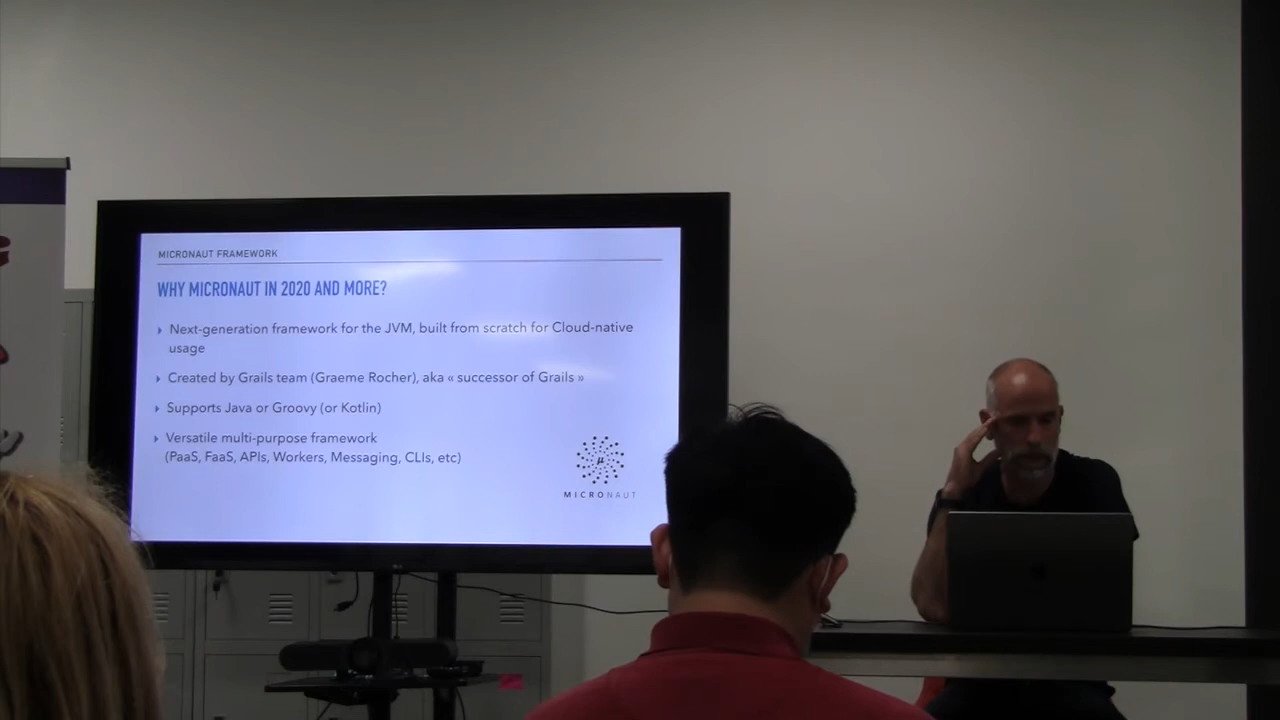 MICRONAUT FRAMEWORK
WHY MICRONAUT IN 2020 AND MORE?
Next-generation framework for the JVM, built from scratch for Cloud-native
usage
Created by Grails team (Graeme Rocher), aka « successor of Grails »
Supports Java or Groovy (or Kotlin)
Versatile multi-purpose framework
(PaaS, FaaS, APIs, Workers, Messaging, CLIs, etc)
μ
MICRONAUT